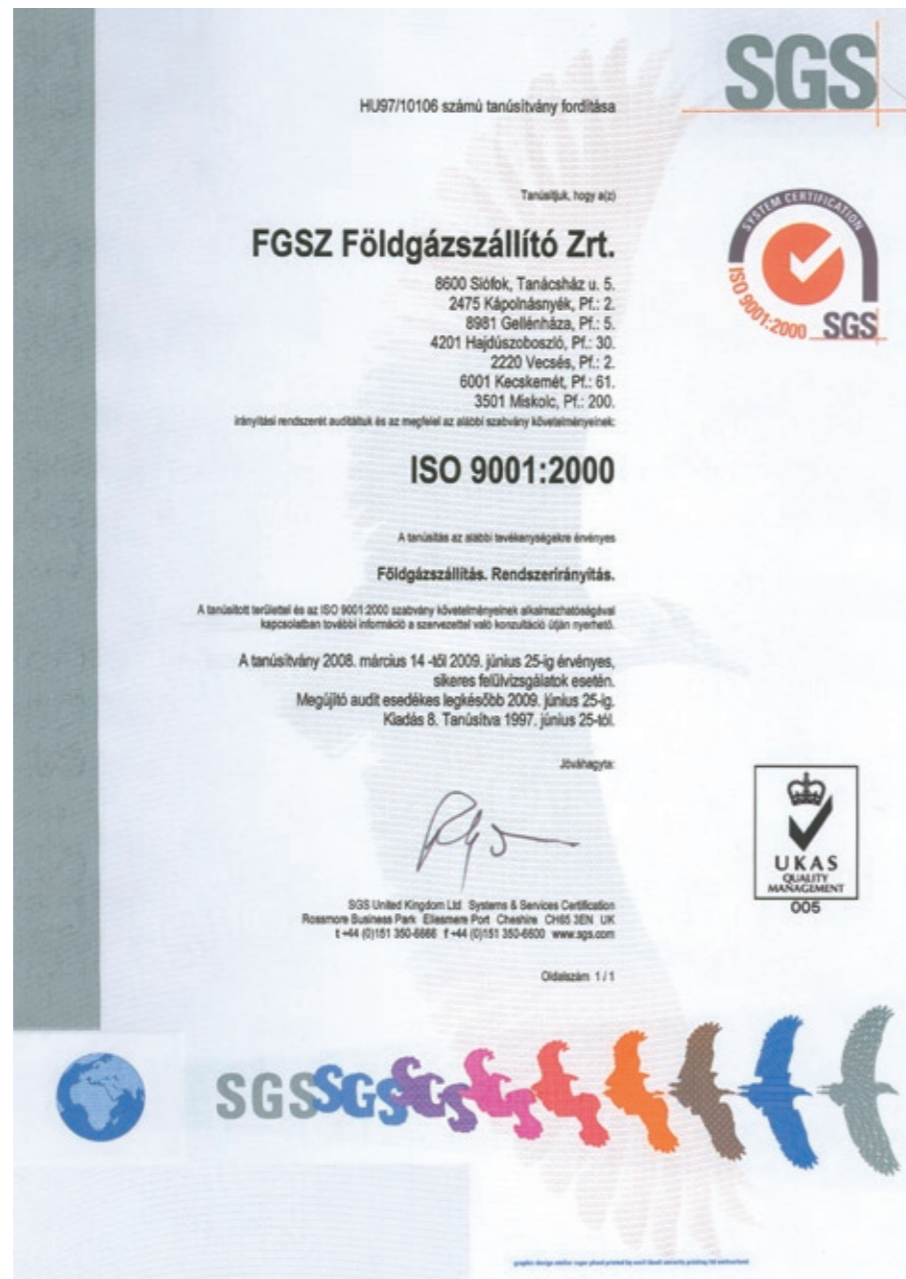 SGS
HU97/10106 számú tanúsítvány fordítása
Tanúsítjuk, hogy a(z)
FGSZ Földgázszállító Zrt.
8600 Siófok, Tanácsház u. 5.
2475 Kápolnásnyék, Pf.: 2.
8981 Gellénháza, Pf.: 5.
4201 Hajdúszoboszló, Pf.: 30.
2220 Vecsés, Pf.: 2.
6001 Kecskemét, Pf.: 61.
3501 Miskolc, Pf.: 200.
irányítási rendszerét auditáltuk és az megfelel az alábbi szabvány követelményeinek:
SYSTEM CERTIFICATION
ISO 9001:2000
SGS
ISO 9001:2000
A tanúsítás az alábbi tevékenységekre érvényes
Földgázszállítás. Rendszerirányítás.
A tanúsított területtel és az ISO 9001:2000 szabvány követelményeinek alkalmazhatóságával
kapcsolatban további információ a szervezettel való konzultáció útján nyerhető.
A tanúsítvány 2008. március 14 -től 2009. június 25-ig érvényes,
sikeres felülvizsgálatok esetén.
Megújító audit esedékes legkésőbb 2009. június 25-ig.
Kiadás 8. Tanúsítva 1997. június 25-től.
Jóváhagyta:
SGS United Kingdom Ltd Systems & Services Certification
Rossmore Business Park Ellesmere Port Cheshire CH65 3EN UK
t +44 (0)151 350-6666 f +44 (0)151 350-6600 www.sgs.com
Oldalszám 1 / 1
UKAS
QUALITY
MANAGEMENT
005
SGS SGS SGS